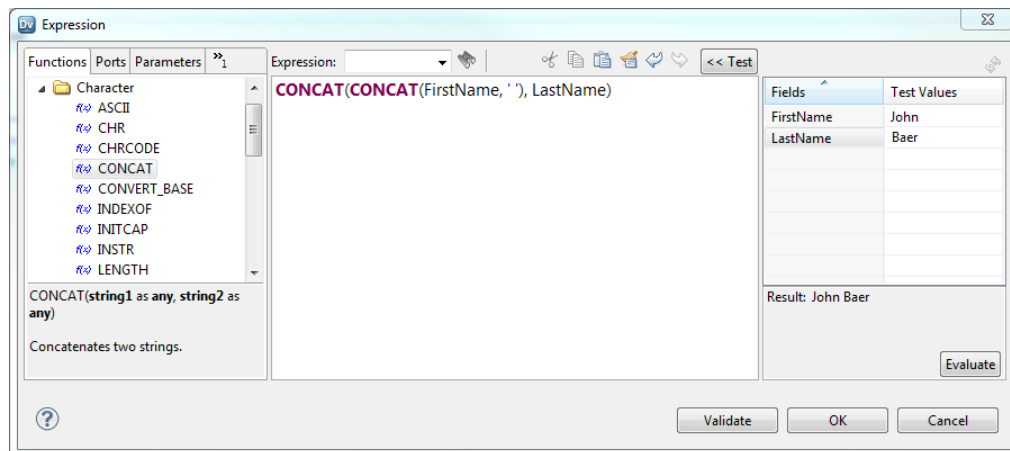 Dv Expression
Functions Ports Parameters »1
Expression:
<< Test
Character
f(x) ASCII
f(x) CHR
f(x) CHRCODE
f(x) CONCAT
f(x) CONVERT_BASE
f(x) INDEXOF
f(x) INITCAP
f(x) INSTR
f(x) LENGTH
CONCAT(string1 as any, string2 as
any)
Concatenates two strings.
CONCAT(CONCAT(FirstName, ' '), LastName)
Fields Test Values
FirstName John
LastName Baer
Result: John Baer
Evaluate
?
Validate OK Cancel